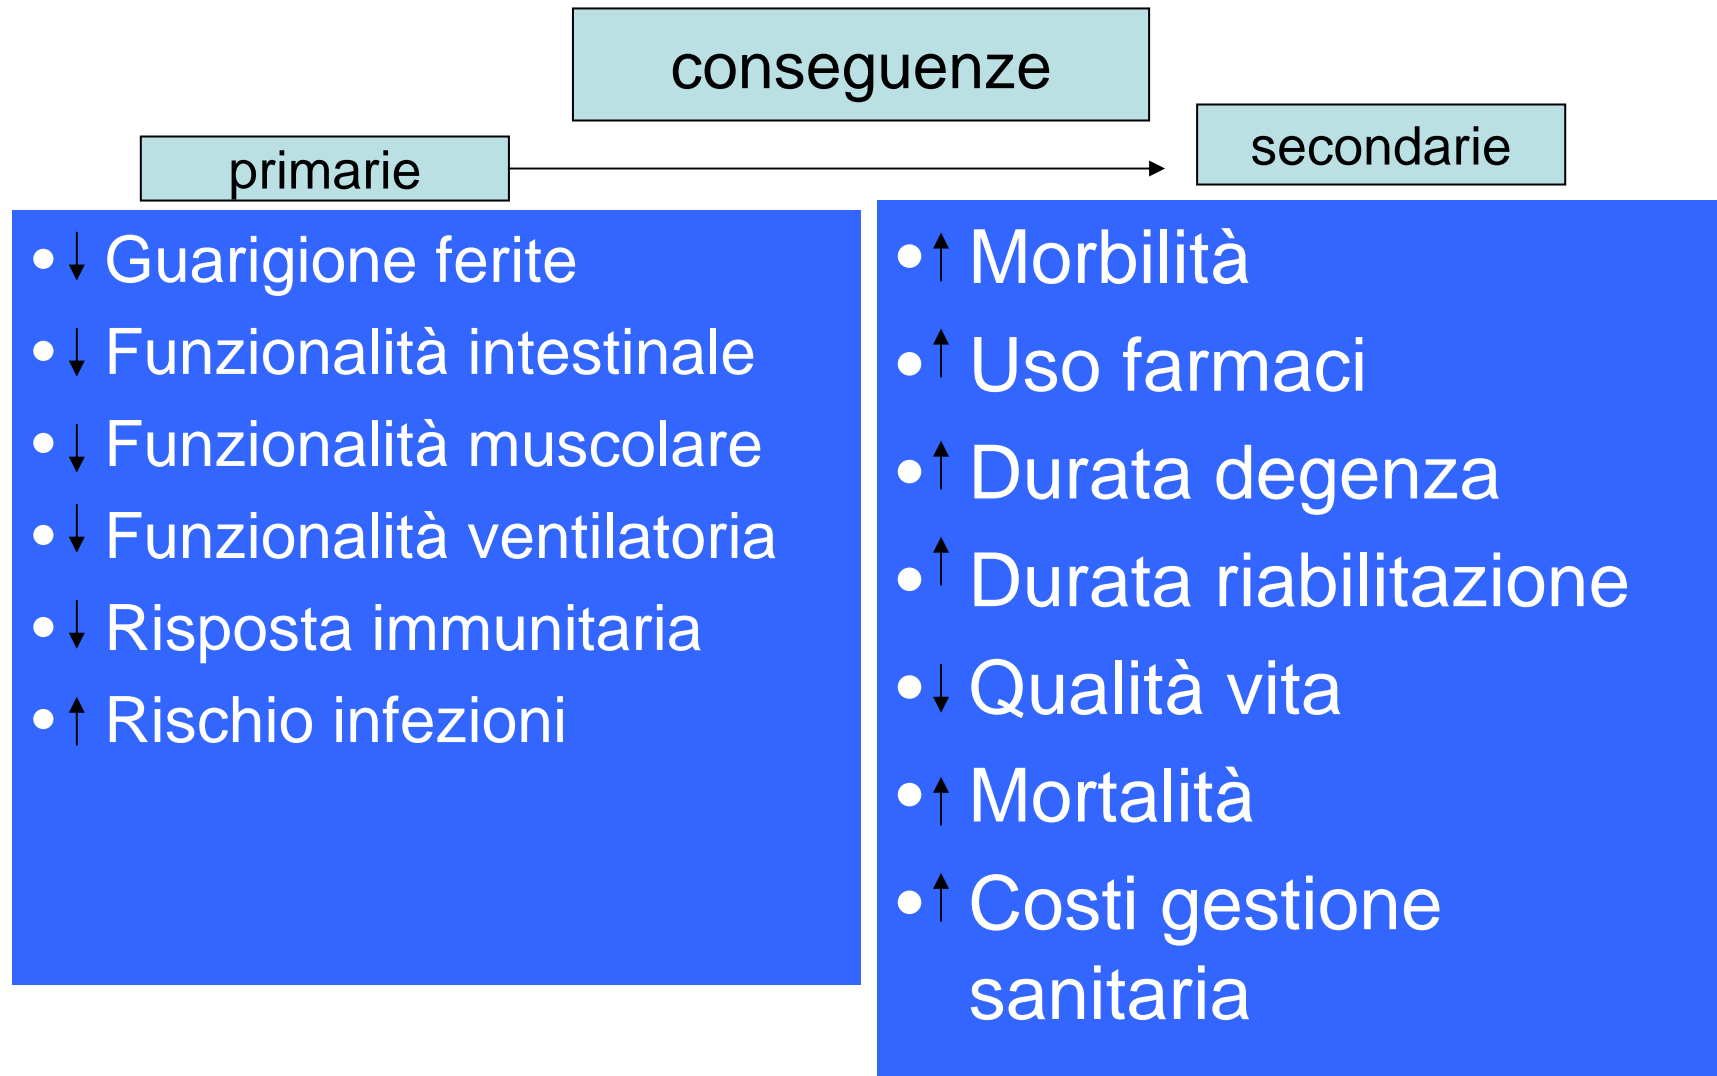 conseguenze
primarie
secondarie
• ↓ Guarigione ferite
• ↓ Funzionalità intestinale
• ↓ Funzionalità muscolare
• ↓ Funzionalità ventilatoria
• ↓ Risposta immunitaria
• ↑ Rischio infezioni
• ↑ Morbilità
• ↑ Uso farmaci
• ↑ Durata degenza
• ↑ Durata riabilitazione
• ↓ Qualità vita
• ↑ Mortalità
• ↑ Costi gestione
sanitaria